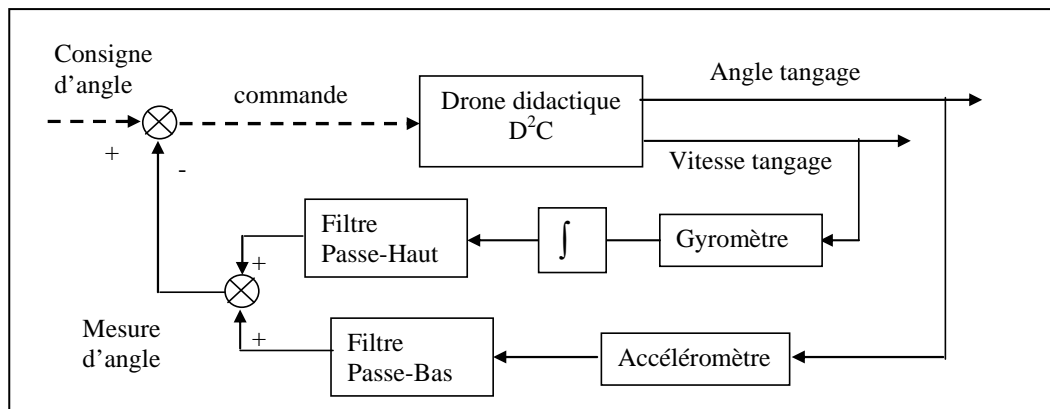 Consigne
d'angle
commande
Drone didactique
D²C
Angle tangage
Vitesse tangage
+
-
Filtre
Passe-Haut
∫
Gyromètre
+
+
Mesure
d'angle
Filtre
Passe-Bas
Accéléromètre